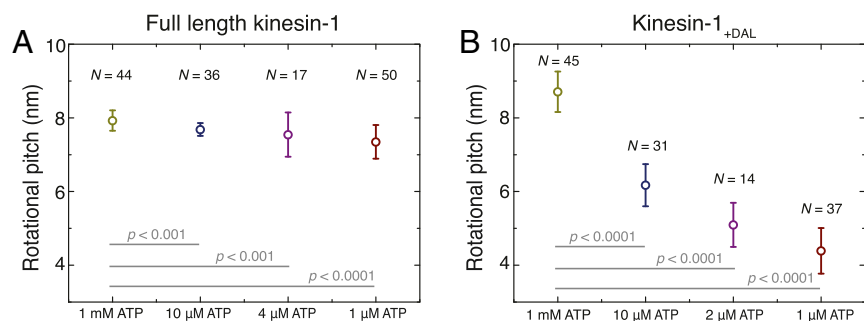 A
Full length kinesin-1
Rotational pitch (nm)
10
8
6
4
N = 44
N = 36
N = 17
N = 50
p < 0.001
p < 0.001
p < 0.0001
1 mM ATP
10 µM ATP
4 µM ATP
1 µM ATP
B
Kinesin-1+DAL
Rotational pitch (nm)
10
8
6
4
N = 45
N = 31
N = 14
N = 37
p < 0.0001
p < 0.0001
p < 0.0001
1 mM ATP
10 µM ATP
2 µM ATP
1 µM ATP